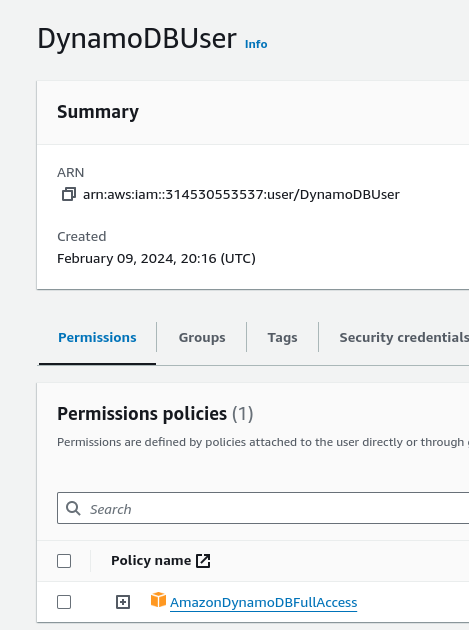 DynamoDBUser Info
Summary
ARN
arn:aws:iam::314530553537:user/DynamoDBUser
Created
February 09, 2024, 20:16 (UTC)
Permissions Groups Tags Security credentials
Permissions policies (1)
Permissions are defined by policies attached to the user directly or through
Search
Policy name
AmazonDynamoDBFullAccess